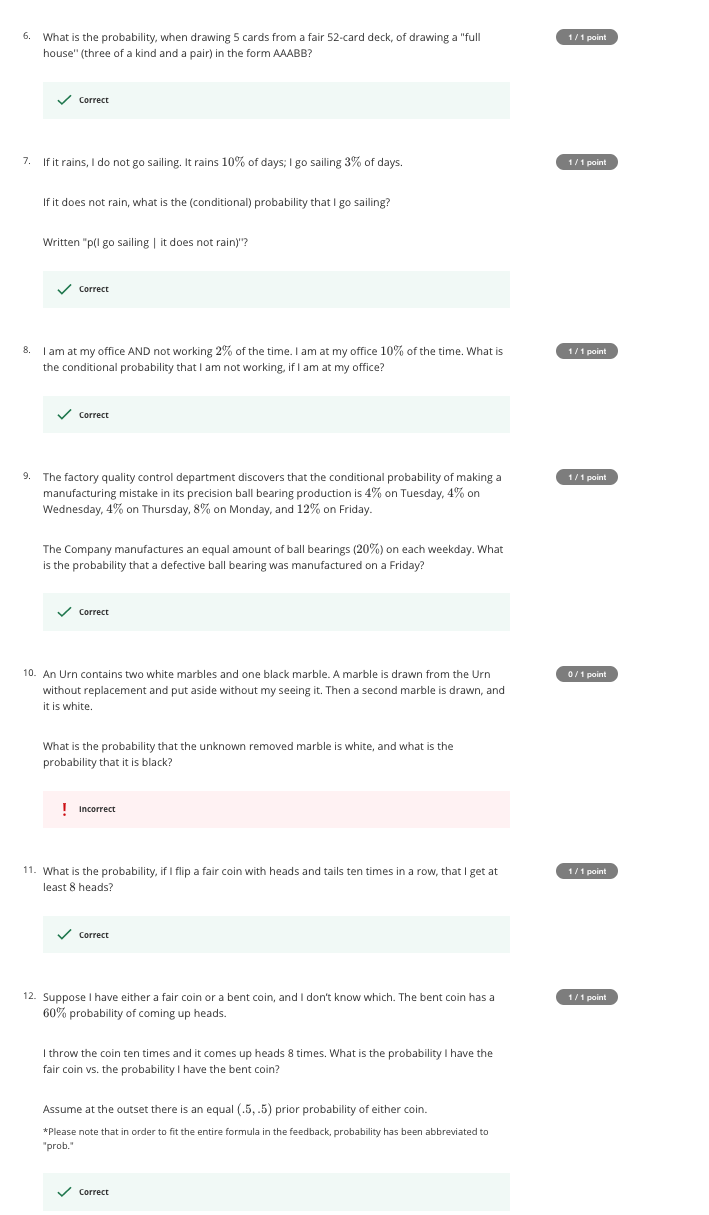 6. What is the probability, when drawing 5 cards from a fair 52-card deck, of drawing a "full
house'' (three of a kind and a pair) in the form AAABB?
1 / 1 point
Correct
7. If it rains, I do not go sailing. It rains 10% of days; I go sailing 3% of days.
1 / 1 point
If it does not rain, what is the (conditional) probability that I go sailing?
Written "p(I go sailing | it does not rain)''?
Correct
8. I am at my office AND not working 2% of the time. I am at my office 10% of the time. What is
the conditional probability that I am not working, if I am at my office?
1 / 1 point
Correct
9. The factory quality control department discovers that the conditional probability of making a
manufacturing mistake in its precision ball bearing production is 4% on Tuesday, 4% on
Wednesday, 4% on Thursday, 8% on Monday, and 12% on Friday.
1 / 1 point
The Company manufactures an equal amount of ball bearings (20%) on each weekday. What
is the probability that a defective ball bearing was manufactured on a Friday?
Correct
10. An Urn contains two white marbles and one black marble. A marble is drawn from the Urn
without replacement and put aside without my seeing it. Then a second marble is drawn, and
it is white.
0 / 1 point
What is the probability that the unknown removed marble is white, and what is the
probability that it is black?
! Incorrect
11. What is the probability, if I flip a fair coin with heads and tails ten times in a row, that I get at
least 8 heads?
1 / 1 point
Correct
12. Suppose I have either a fair coin or a bent coin, and I don't know which. The bent coin has a
60% probability of coming up heads.
1 / 1 point
I throw the coin ten times and it comes up heads 8 times. What is the probability I have the
fair coin vs. the probability I have the bent coin?
Assume at the outset there is an equal (.5, .5) prior probability of either coin.
*Please note that in order to fit the entire formula in the feedback, probability has been abbreviated to
"prob."
Correct